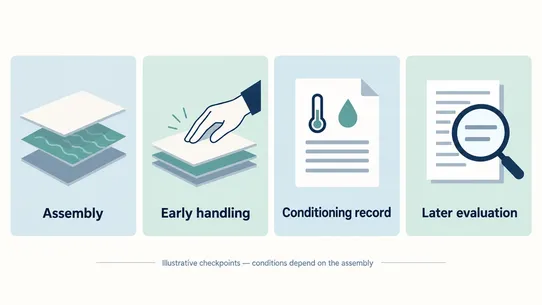 Assembly
Early handling
Conditioning record
Later evaluation
Illustrative checkpoints — conditions depend on the assembly